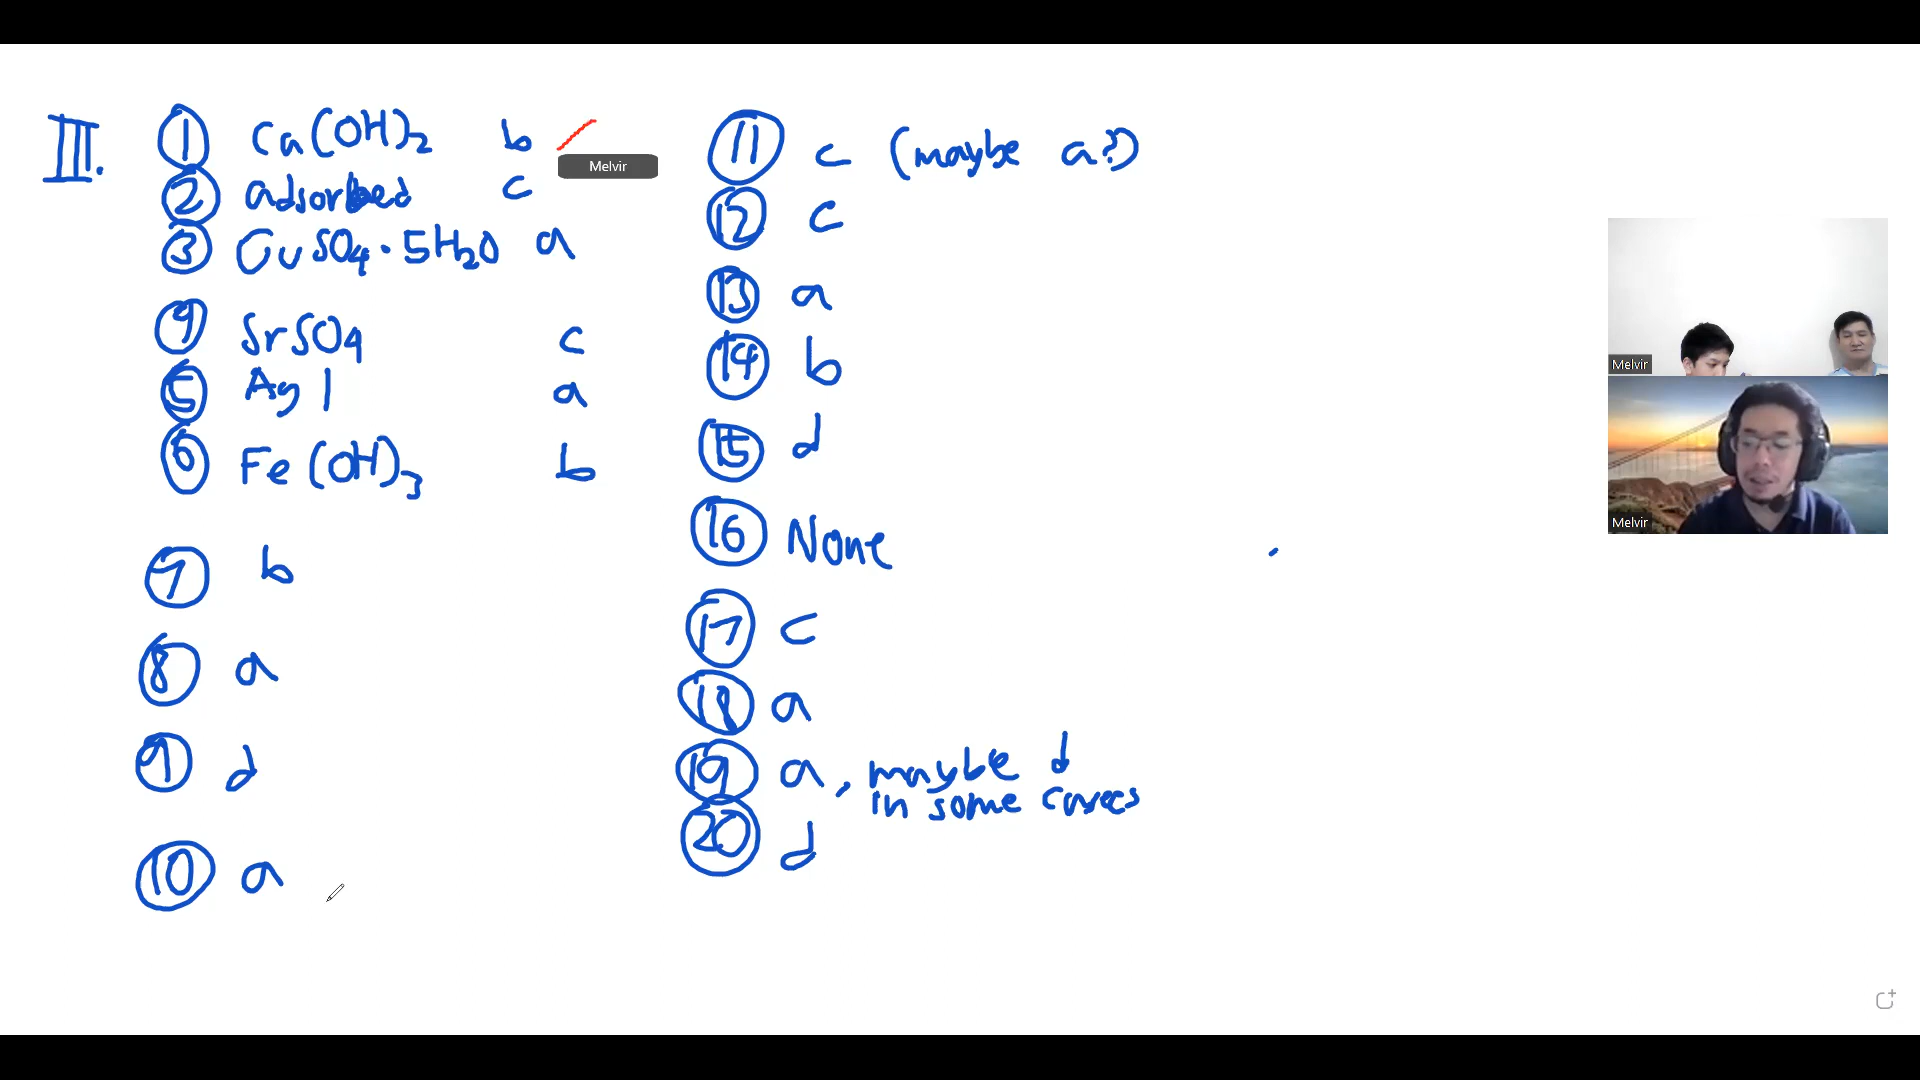 III.
① Ca(OH)₂ b
② adsorbed c
③ CuSO₄·5H₂O a
④ SrSO₄ c
⑤ AgI a
⑥ Fe(OH)₃ b
⑦ b
⑧ a
⑨ d
⑩ a
⑪ c (maybe a?)
⑫ c
⑬ a
⑭ b
⑮ d
⑯ None
⑰ c
⑱ a
⑲ a, maybe d
in some cases
⑳ d
Melvir
Melvir
Melvir